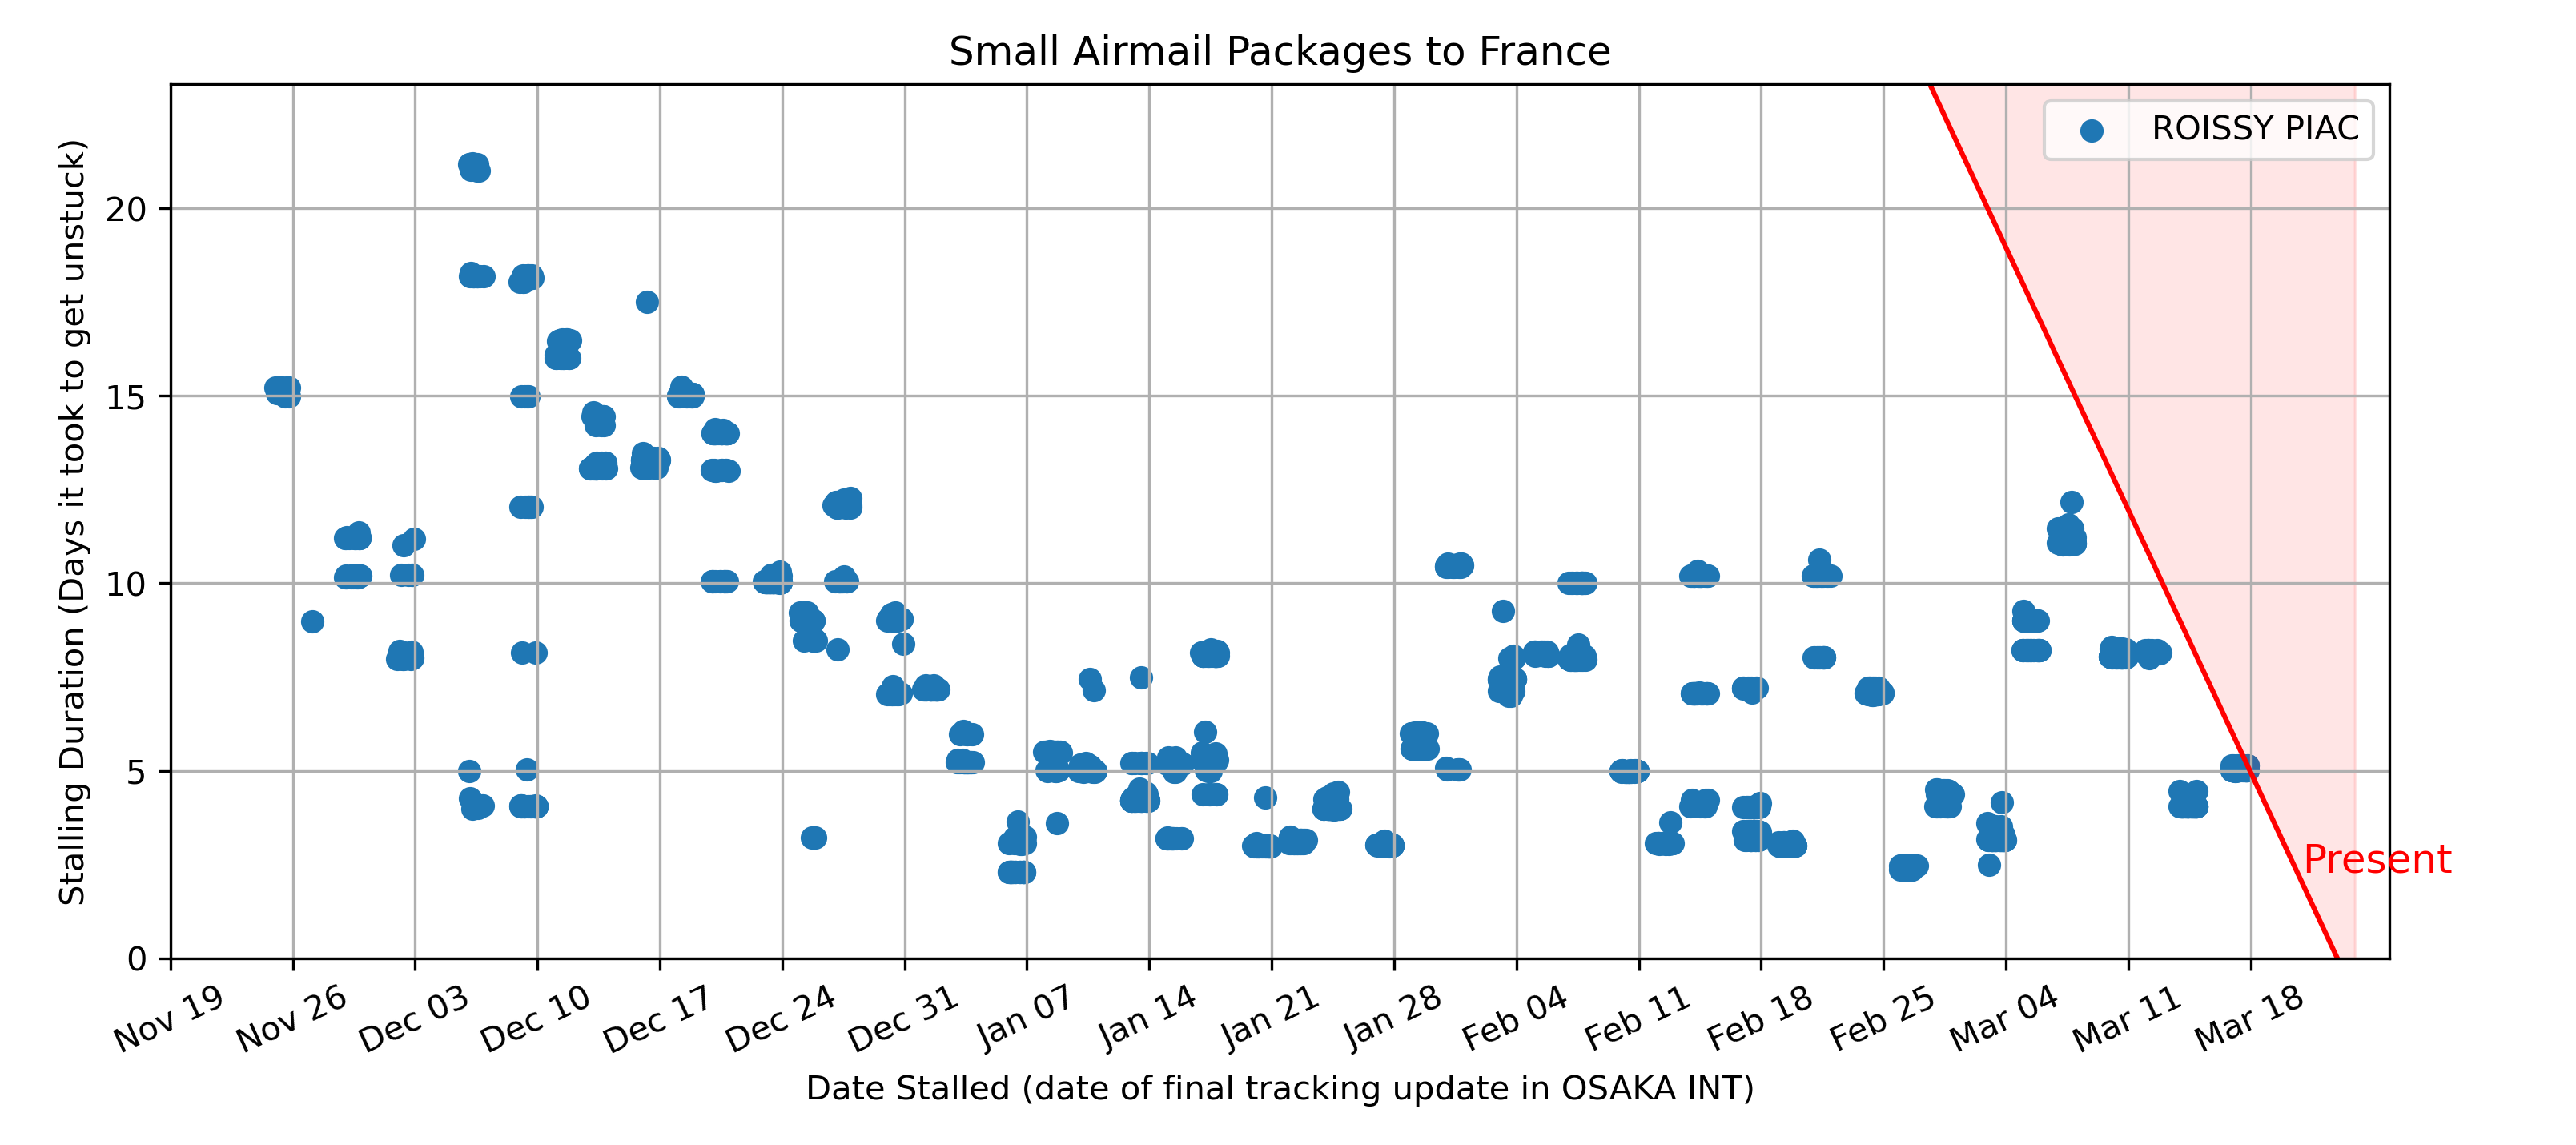 Small Airmail Packages to France
ROISSY PIAC
Stalling Duration (Days it took to get unstuck)
20
15
10
5
0
Present
Nov 19 Nov 26 Dec 03 Dec 10 Dec 17 Dec 24 Dec 31 Jan 07 Jan 14 Jan 21 Jan 28 Feb 04 Feb 11 Feb 18 Feb 25 Mar 04 Mar 11 Mar 18
Date Stalled (date of final tracking update in OSAKA INT)